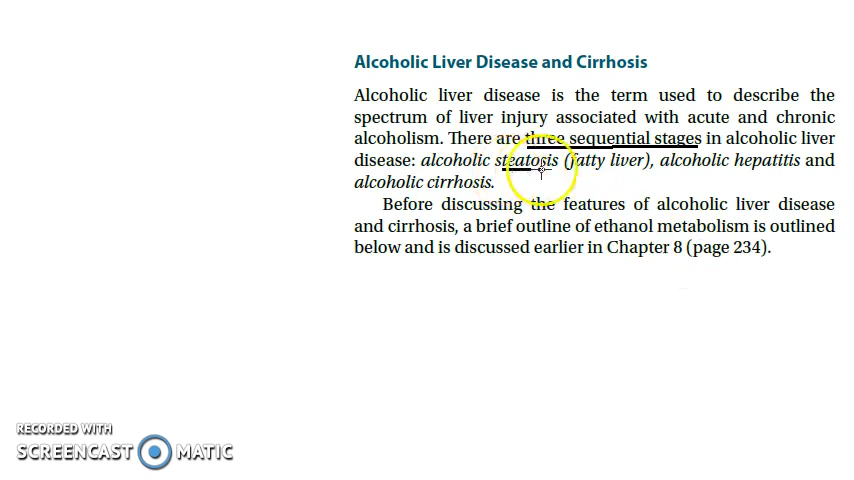 Alcoholic Liver Disease and Cirrhosis
Alcoholic liver disease is the term used to describe the
spectrum of liver injury associated with acute and chronic
alcoholism. There are three sequential stages in alcoholic liver
disease: alcoholic steatosis (fatty liver), alcoholic hepatitis and
alcoholic cirrhosis.
Before discussing the features of alcoholic liver disease
and cirrhosis, a brief outline of ethanol metabolism is outlined
below and is discussed earlier in Chapter 8 (page 234).
RECORDED WITH
SCREENCAST MATIC